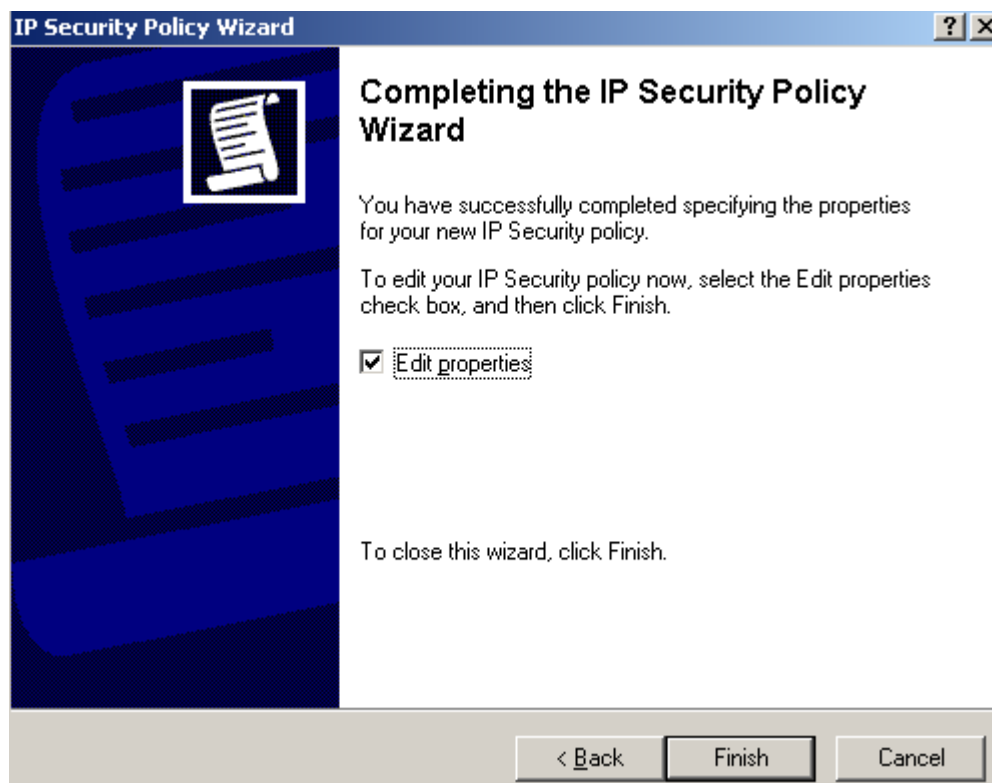 IP Security Policy Wizard
Completing the IP Security Policy
Wizard
You have successfully completed specifying the properties
for your new IP Security policy.
To edit your IP Security policy now, select the Edit properties
check box, and then click Finish.
Edit properties
To close this wizard, click Finish.
< Back Finish Cancel